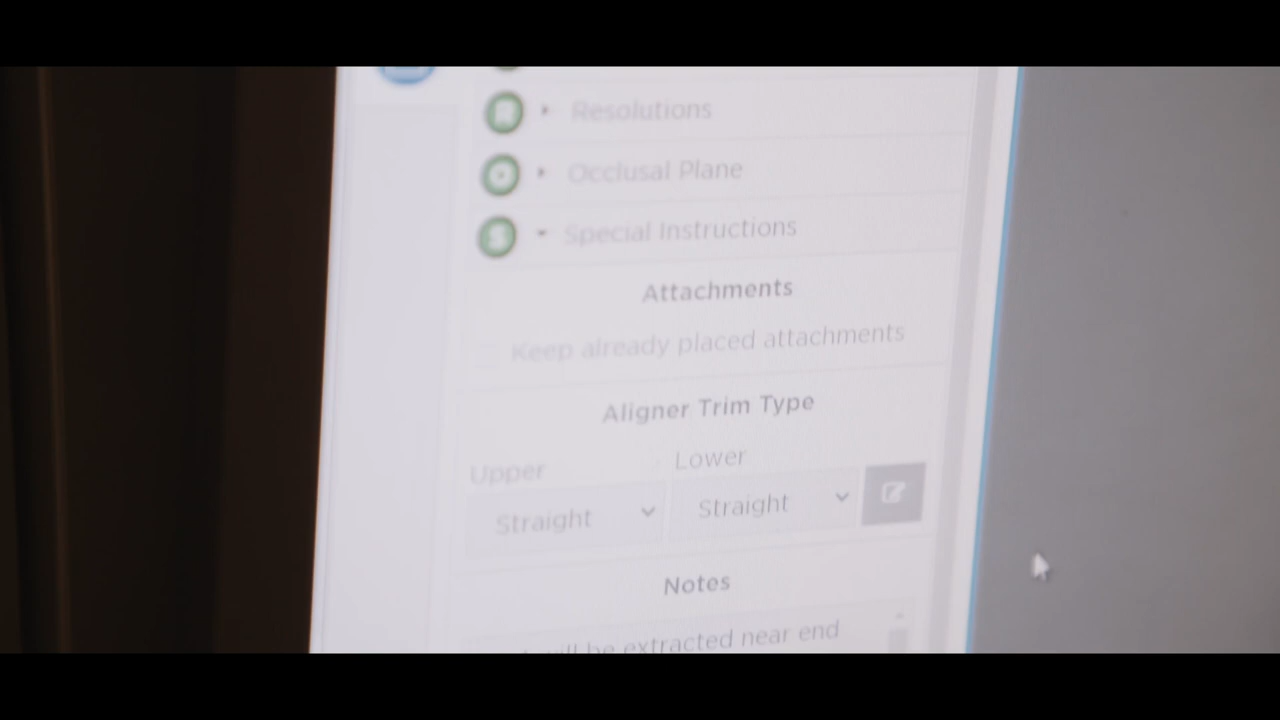 Resolutions
Occlusal Plane
Special Instructions
Attachments
Keep already placed attachments
Aligner Trim Type
Upper
Lower
Straight
Straight
Notes
will be extracted near end